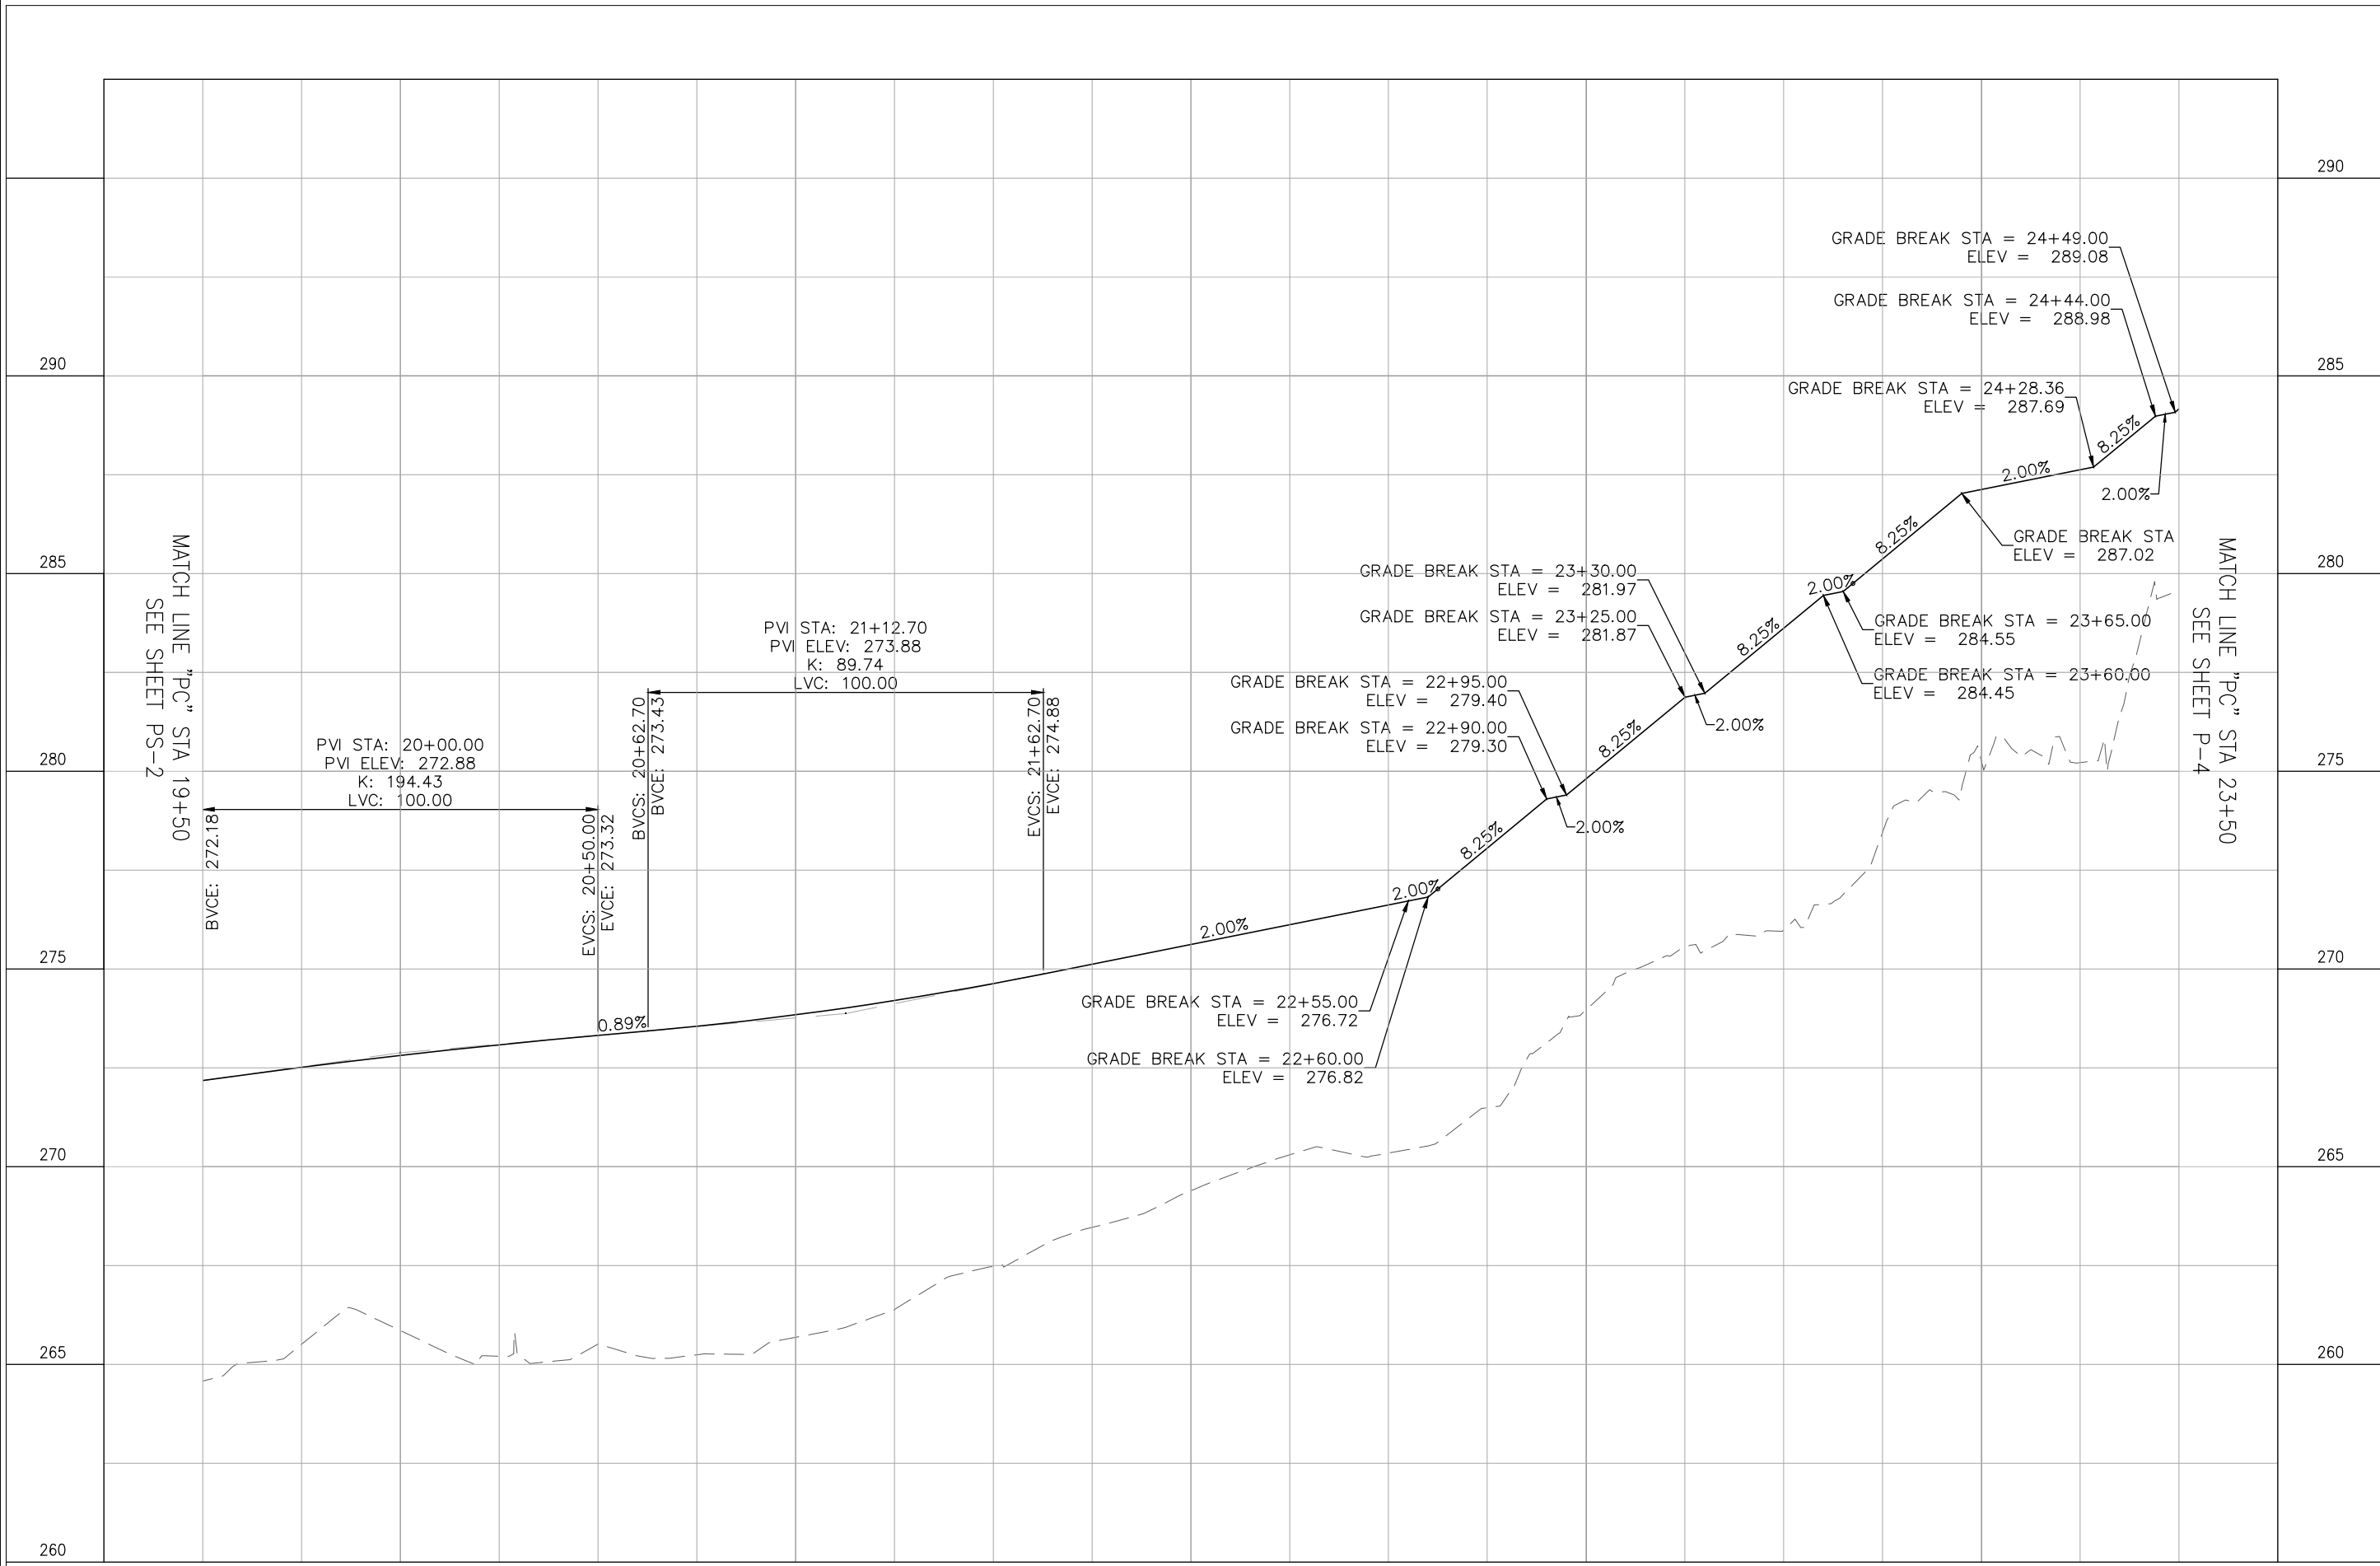 290
GRADE BREAK STA = 24+49.00
ELEV = 289.08
GRADE BREAK STA = 24+44.00
ELEV = 288.98
290
285
GRADE BREAK STA = 24+28.36
ELEV = 287.69
8.25%
2.00%
2.00%
GRADE BREAK STA
ELEV = 287.02
8.25%
MATCH LINE "PC" STA 19+50
SEE SHEET PS-2
MATCH LINE "PC" STA 23+50
SEE SHEET P-4
285
280
GRADE BREAK STA = 23+30.00
ELEV = 281.97
2.00%
GRADE BREAK STA = 23+25.00
ELEV = 281.87
GRADE BREAK STA = 23+65.00
ELEV = 284.55
8.25%
GRADE BREAK STA = 23+60.00
ELEV = 284.45
PVI STA: 21+12.70
PVI ELEV: 273.88
K: 89.74
LVC: 100.00
BVCS: 20+62.70
BVCE: 273.43
EVCS: 21+62.70
EVCE: 274.88
GRADE BREAK STA = 22+95.00
ELEV = 279.40
2.00%
GRADE BREAK STA = 22+90.00
ELEV = 279.30
8.25%
PVI STA: 20+00.00
PVI ELEV: 272.88
K: 194.43
LVC: 100.00
280
275
BVCE: 272.18
EVCS: 20+50.00
EVCE: 273.32
2.00%
8.25%
2.00%
2.00%
275
270
0.89%
GRADE BREAK STA = 22+55.00
ELEV = 276.72
GRADE BREAK STA = 22+60.00
ELEV = 276.82
270
265
265
260
260